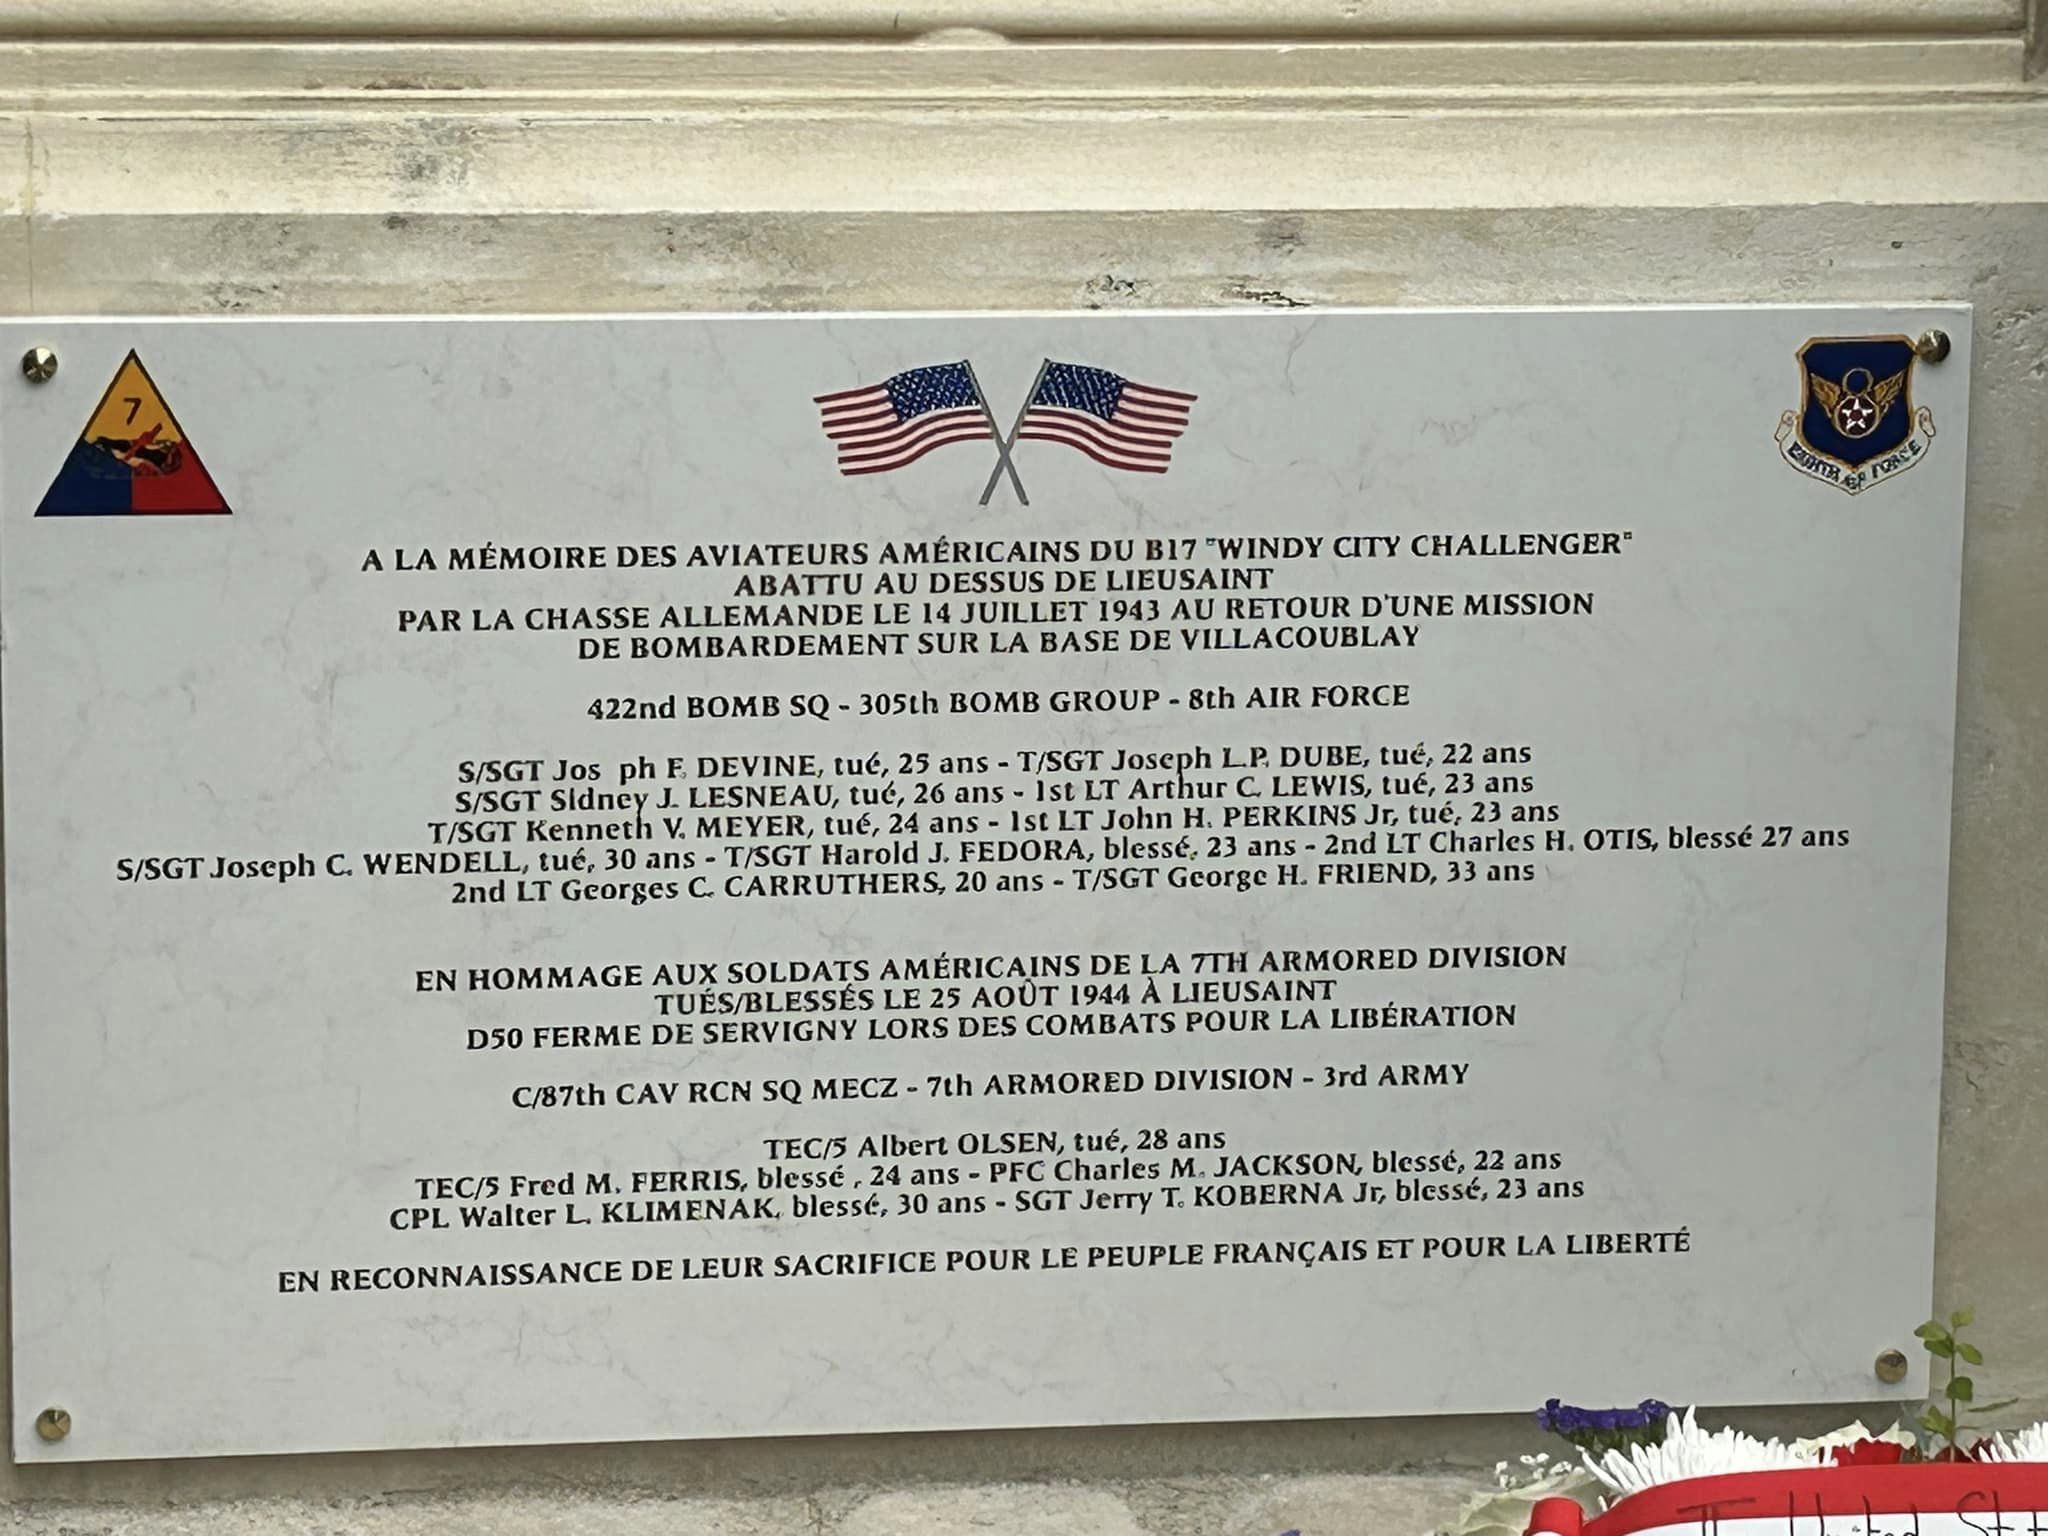 7
EIGHTH AIR FORCE
A LA MÉMOIRE DES AVIATEURS AMÉRICAINS DU B17 "WINDY CITY CHALLENGER"
ABATTU AU DESSUS DE LIEUSAINT
PAR LA CHASSE ALLEMANDE LE 14 JUILLET 1943 AU RETOUR D'UNE MISSION
DE BOMBARDEMENT SUR LA BASE DE VILLACOUBLAY
422nd BOMB SQ - 305th BOMB GROUP - 8th AIR FORCE
S/SGT Jos ph F. DEVINE, tué, 25 ans - T/SGT Joseph L.P. DUBE, tué, 22 ans
S/SGT Sidney J. LESNEAU, tué, 26 ans - 1st LT Arthur C. LEWIS, tué, 23 ans
T/SGT Kenneth V. MEYER, tué, 24 ans - 1st LT John H. PERKINS Jr, tué, 23 ans
S/SGT Joseph C. WENDELL, tué, 30 ans - T/SGT Harold J. FEDORA, blessé, 23 ans - 2nd LT Charles H. OTIS, blessé 27 ans
2nd LT Georges C. CARRUTHERS, 20 ans - T/SGT George H. FRIEND, 33 ans
EN HOMMAGE AUX SOLDATS AMÉRICAINS DE LA 7TH ARMORED DIVISION
TUÉS/BLESSÉS LE 25 AOÛT 1944 À LIEUSAINT
D50 FERME DE SERVIGNY LORS DES COMBATS POUR LA LIBÉRATION
C/87th CAV RCN SQ MECZ - 7th ARMORED DIVISION - 3rd ARMY
TEC/5 Albert OLSEN, tué, 28 ans
TEC/5 Fred M. FERRIS, blessé , 24 ans - PFC Charles M. JACKSON, blessé, 22 ans
CPL Walter L. KLIMENAK, blessé, 30 ans - SGT Jerry T. KOBERNA Jr, blessé, 23 ans
EN RECONNAISSANCE DE LEUR SACRIFICE POUR LE PEUPLE FRANÇAIS ET POUR LA LIBERTÉ
United